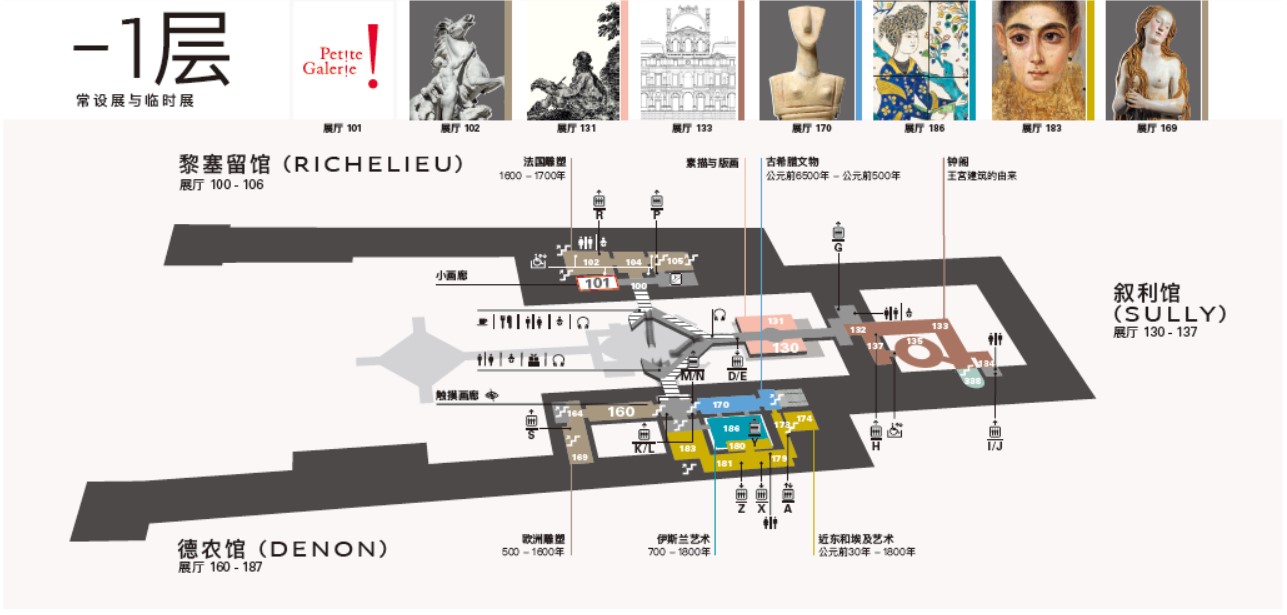 -1层
常设展与临时展
Petite
Galerie!
展厅 101
展厅 102
展厅 131
展厅 133
展厅 170
展厅 186
展厅 183
展厅 169
黎塞留馆 (RICHELIEU)
展厅 100 - 106
法国雕塑
1600 – 1700年
素描与版画
古希腊文物
公元前6500年 – 公元前500年
钟阁
王宫建筑的由来
R
P
G
102
104
105
小画廊
101
100
叙利馆
(SULLY)
展厅 130 - 137
131
132
133
130
137
135
134
338
M/N
D/E
触摸画廊
S
164
160
170
174
173
186
K/L
Y
H
I/J
169
183
180
181
179
Z
X
A
德农馆 (DENON)
展厅 160 - 187
欧洲雕塑
500 – 1600年
伊斯兰艺术
700 – 1800年
近东和埃及艺术
公元前30年 – 1800年